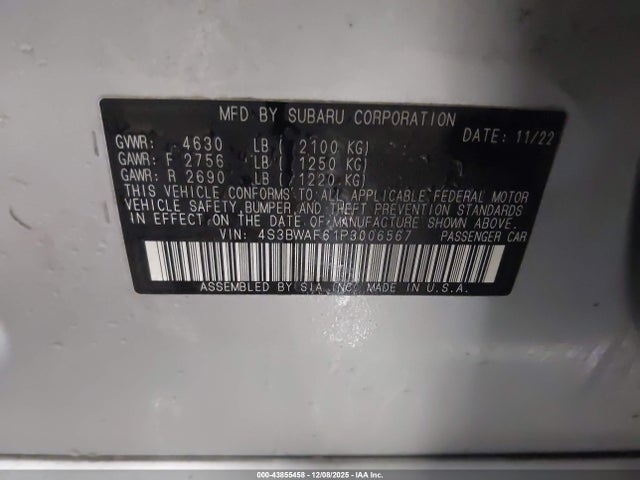 MFD BY SUBARU CORPORATION
DATE: 11/22
GVWR: 4630 LB ( 2100 KG)
GAWR: F 2756 LB ( 1250 KG)
GAWR: R 2690 LB ( 1220 KG)
THIS VEHICLE CONFORMS TO ALL APPLICABLE FEDERAL MOTOR
VEHICLE SAFETY, BUMPER AND THEFT PREVENTION STANDARDS
IN EFFECT ON THE DATE OF MANUFACTURE SHOWN ABOVE.
VIN: 4S3BWAF61P3006567 PASSENGER CAR
ASSEMBLED BY SIA, INC. MADE IN U.S.A.
000-43855458 - 12/08/2025 - IAA Inc.